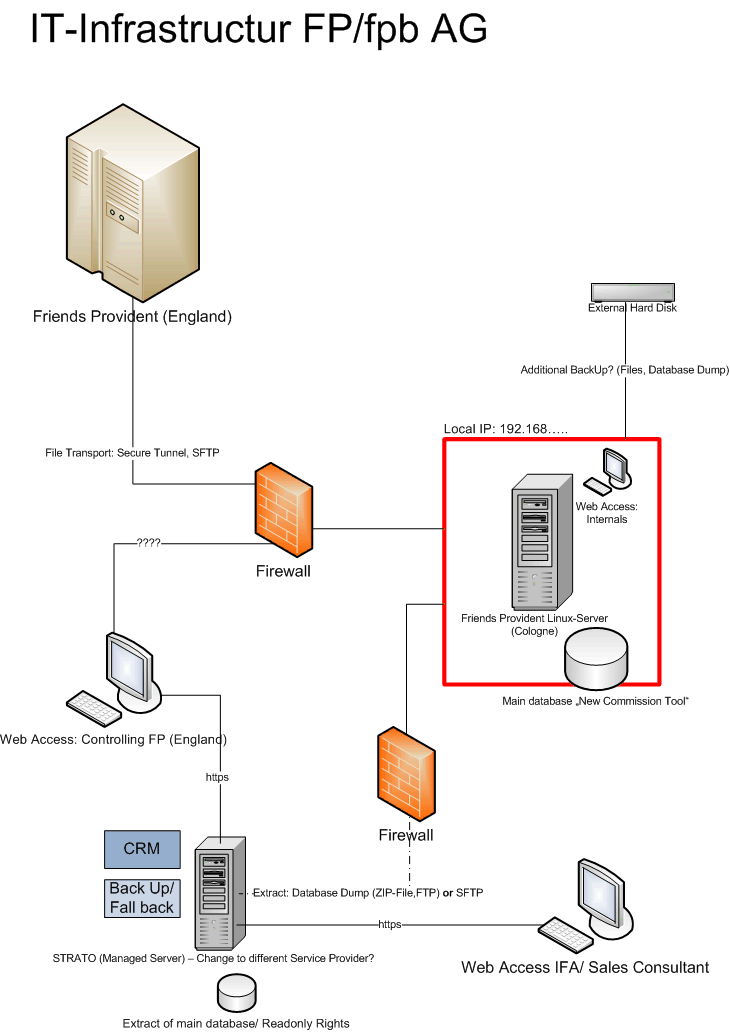 IT-Infrastructur FP/fpb AG
Friends Provident (England)
External Hard Disk
Additional BackUp? (Files, Database Dump)
Local IP: 192.168…..
File Transport: Secure Tunnel, SFTP
Web Access:
Internals
????
Firewall
Friends Provident Linux-Server
(Cologne)
Main database „New Commission Tool“
Web Access: Controlling FP (England)
https
Firewall
CRM
Back Up/
Fall back
Extract: Database Dump (ZIP-File,FTP) or SFTP
https
STRATO (Managed Server) – Change to different Service Provider?
Web Access IFA/ Sales Consultant
Extract of main database/ Readonly Rights